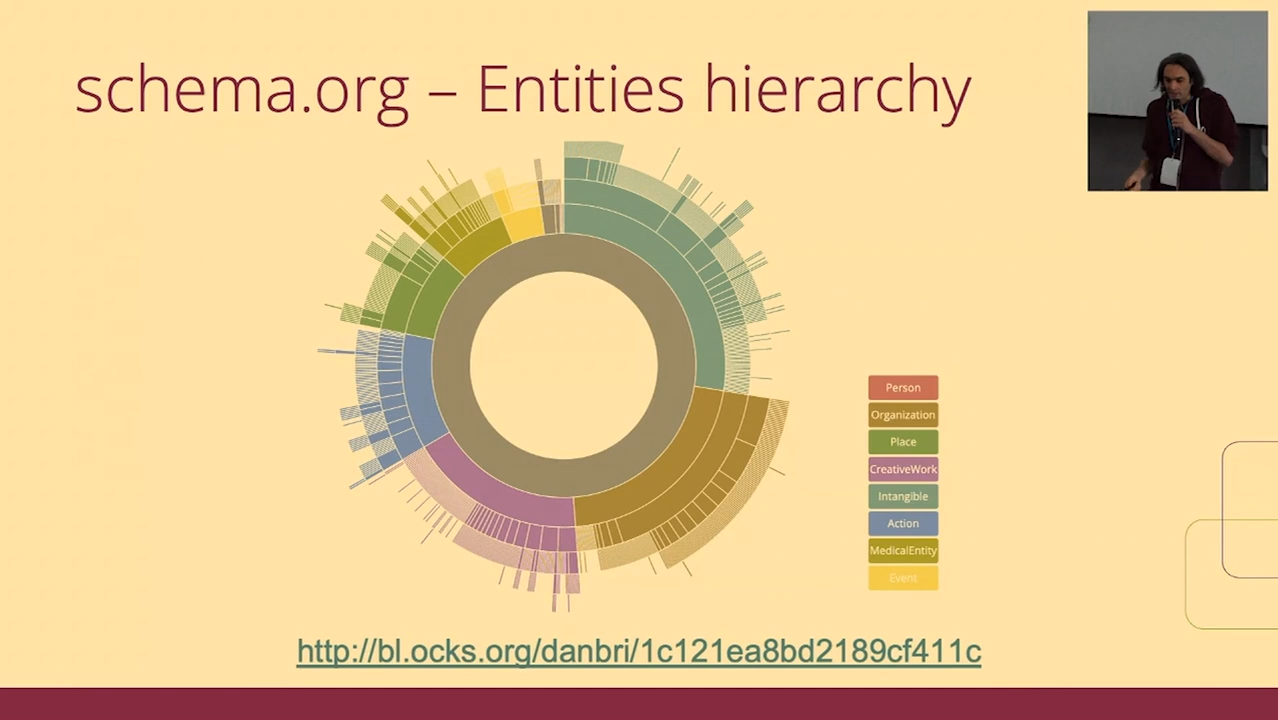 schema.org – Entities hierarchy
Person
Organization
Place
CreativeWork
Intangible
Action
MedicalEntity
Event
http://bl.ocks.org/danbri/1c121ea8bd2189cf411c